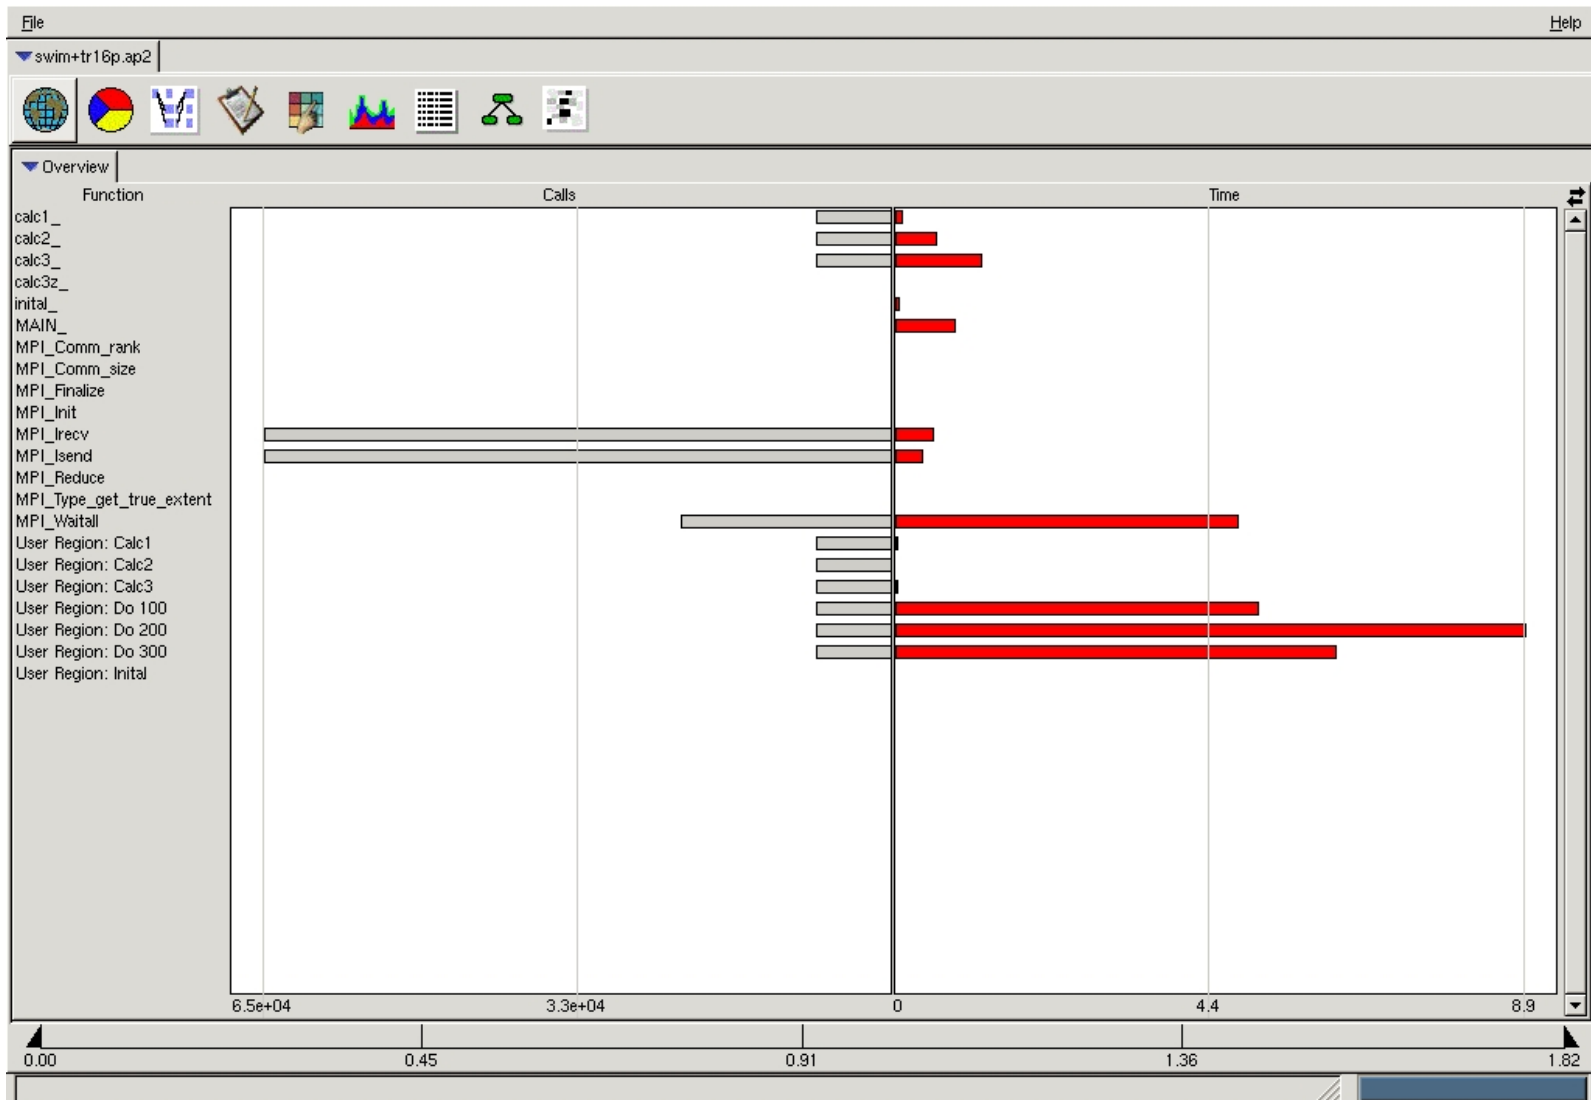 File Help
swim+tr16p.ap2
Overview
Function Calls Time
calc1_
calc2_
calc3_
calc3z_
inital_
MAIN_
MPI_Comm_rank
MPI_Comm_size
MPI_Finalize
MPI_Init
MPI_Irecv
MPI_Isend
MPI_Reduce
MPI_Type_get_true_extent
MPI_Waitall
User Region: Calc1
User Region: Calc2
User Region: Calc3
User Region: Do 100
User Region: Do 200
User Region: Do 300
User Region: Inital
6.5e+04 3.3e+04 0 4.4 8.9
0.00 0.45 0.91 1.36 1.82